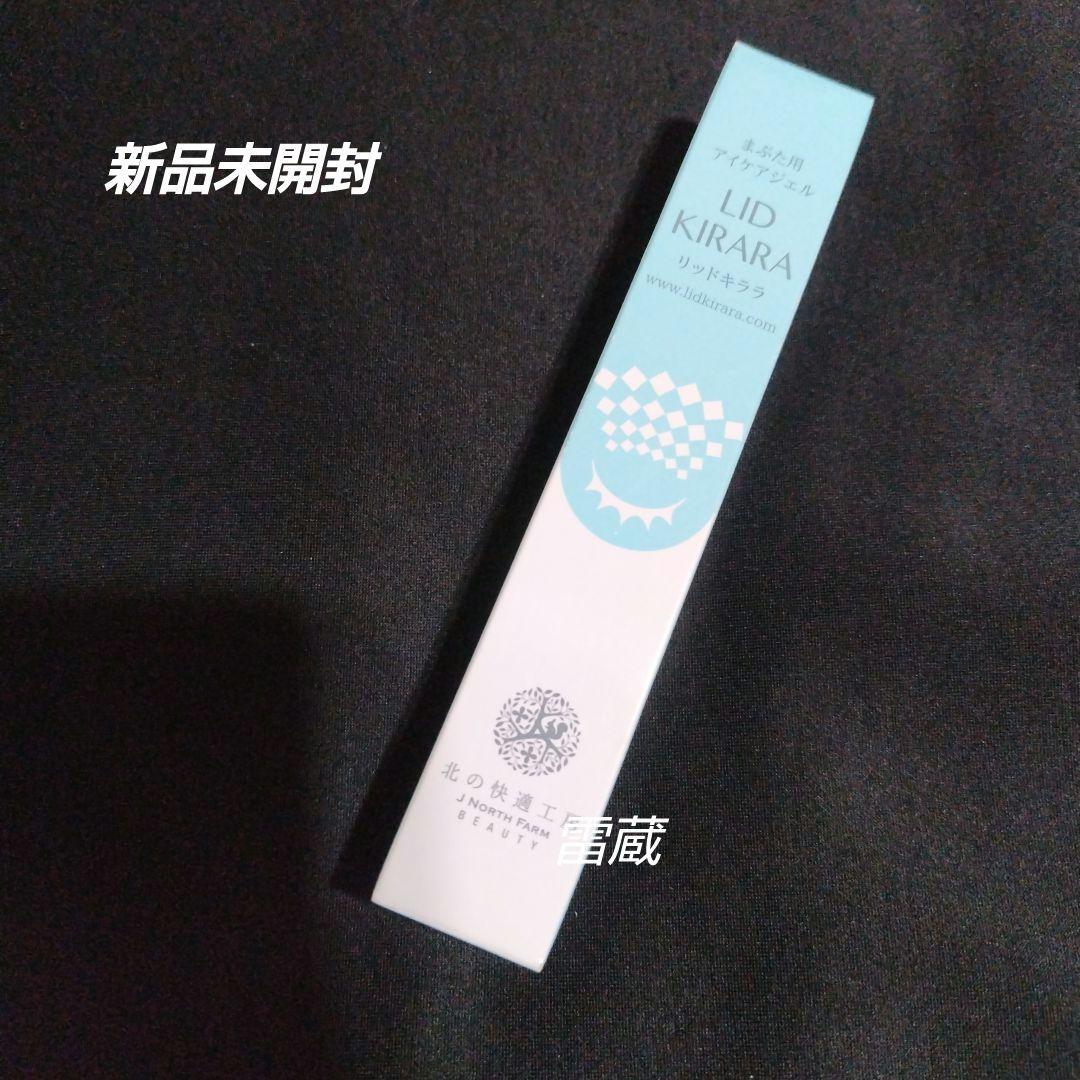 新品未開封
まぶた用
アイケアジェル
LID
KIRARA
リッドキララ
www.lidkirara.com
北の快適工
J NORTH FARM
BEAUTY
雷蔵